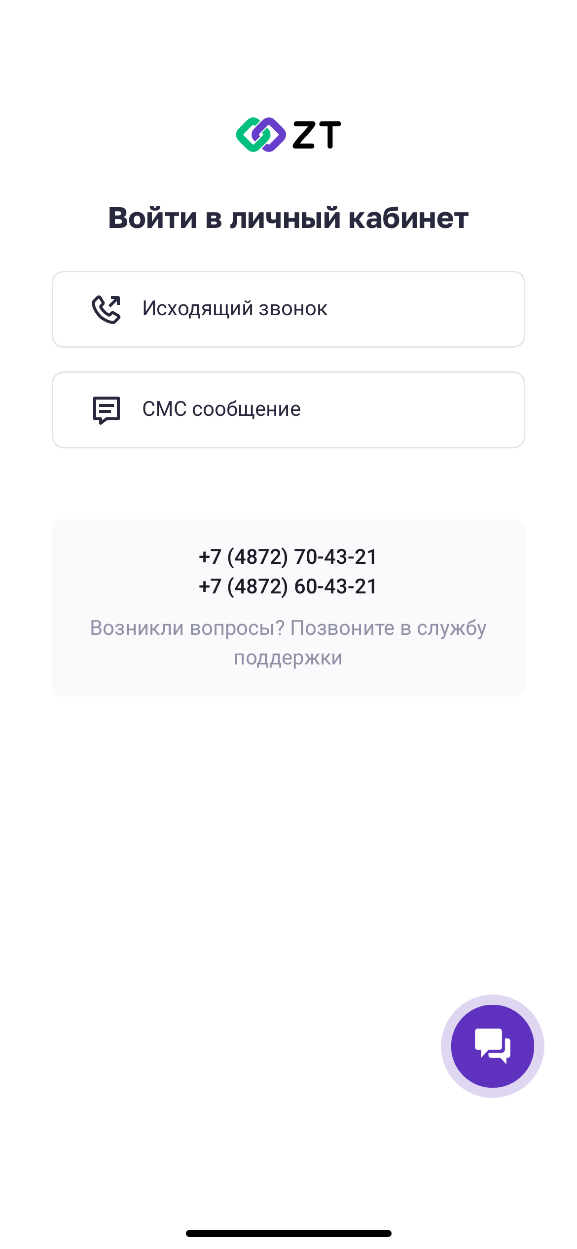 ZT
Войти в личный кабинет
Исходящий звонок
СМС сообщение
+7 (4872) 70-43-21
+7 (4872) 60-43-21
Возникли вопросы? Позвоните в службу
поддержки